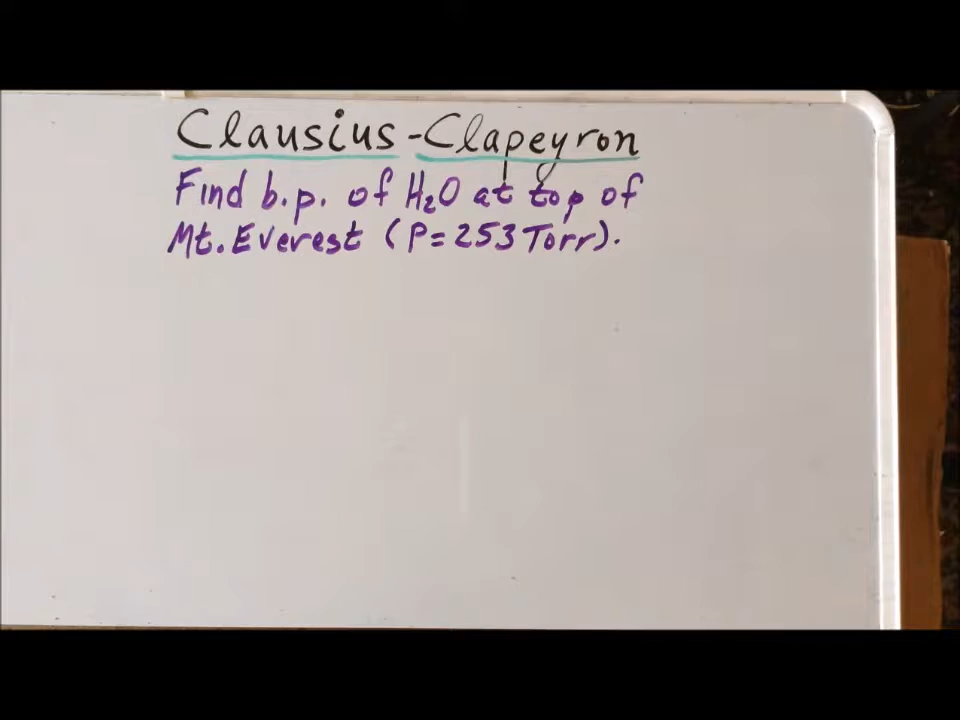 Clausius-Clapeyron
Find b.p. of H₂O at top of
Mt. Everest (P=253 Torr).